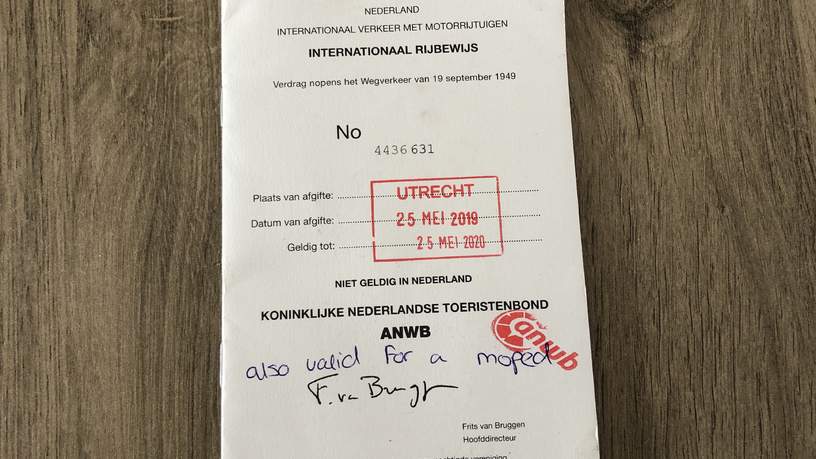 NEDERLAND
INTERNATIONAAL VERKEER MET MOTORRIJTUIGEN
INTERNATIONAAL RIJBEWIJS
Verdrag nopens het Wegverkeer van 19 september 1949
No
4436 631
Plaats van afgifte: UTRECHT
Datum van afgifte: 25 MEI 2019
Geldig tot: 25 MEI 2020
NIET GELDIG IN NEDERLAND
KONINKLIJKE NEDERLANDSE TOERISTENBOND
ANWB
anwb
also valid for a moped
F. van Bruggen
Frits van Bruggen
Hoofddirecteur